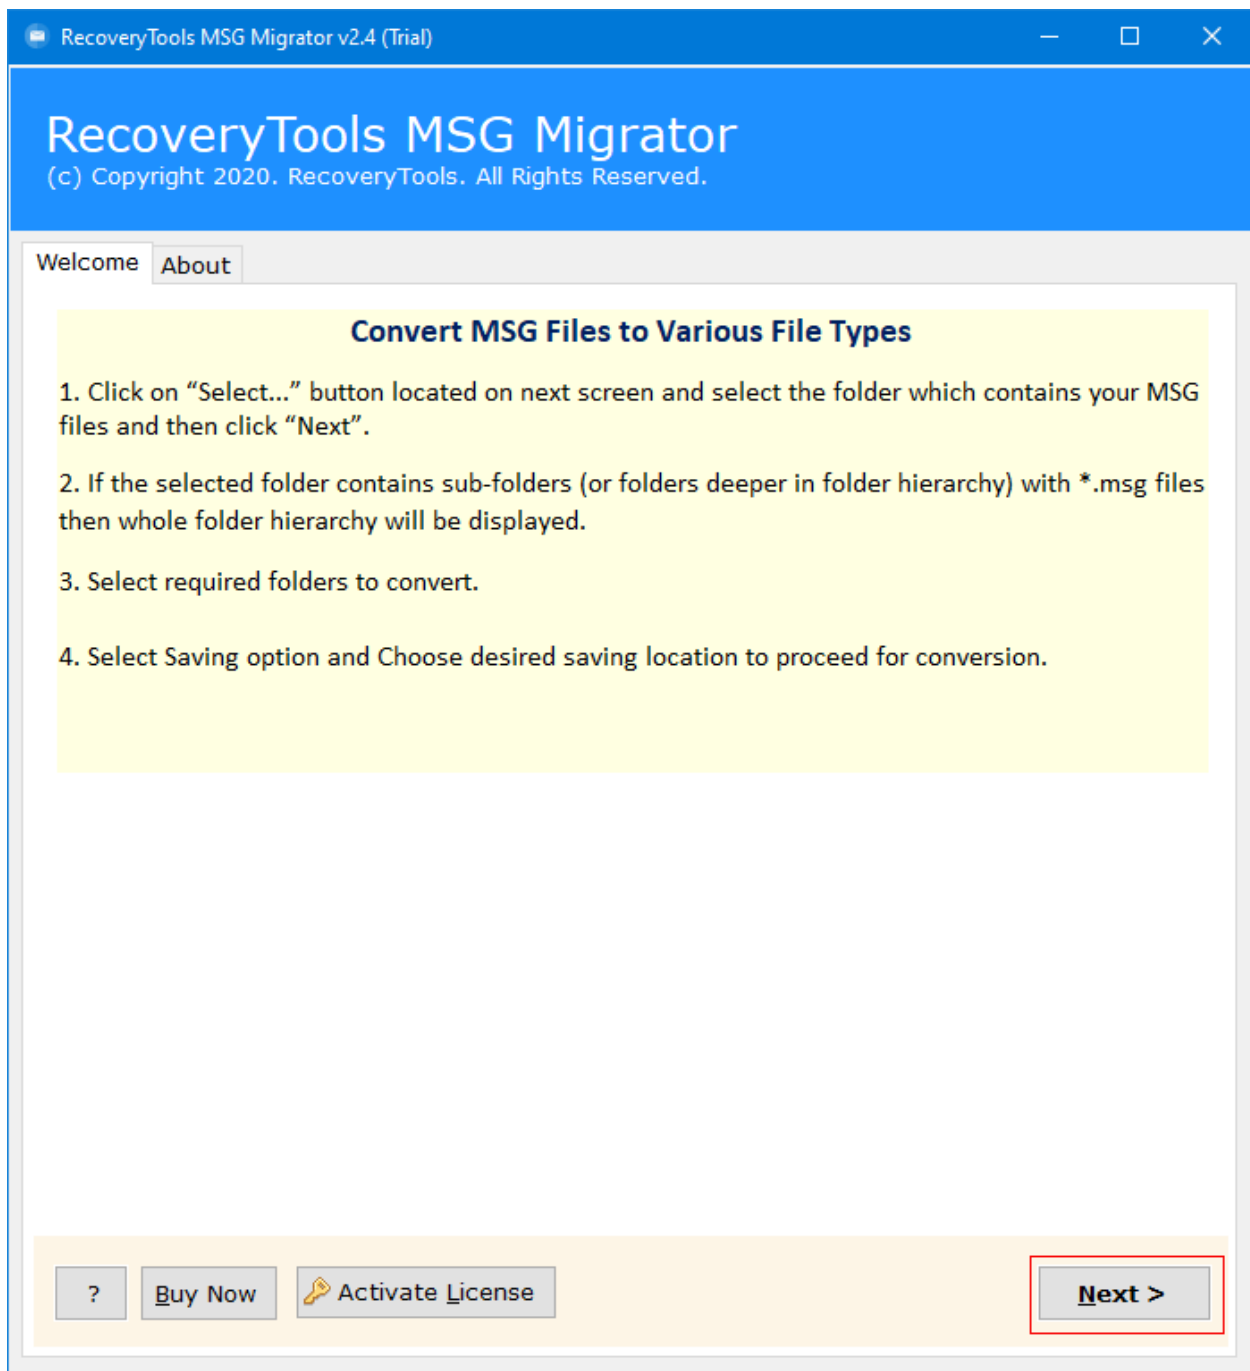 RecoveryTools MSG Migrator v2.4 (Trial)
RecoveryTools MSG Migrator
(c) Copyright 2020. RecoveryTools. All Rights Reserved.
Welcome
About
Convert MSG Files to Various File Types
1. Click on “Select...” button located on next screen and select the folder which contains your MSG
files and then click “Next”.
2. If the selected folder contains sub-folders (or folders deeper in folder hierarchy) with *.msg files
then whole folder hierarchy will be displayed.
3. Select required folders to convert.
4. Select Saving option and Choose desired saving location to proceed for conversion.
?
Buy Now
Activate License
Next >